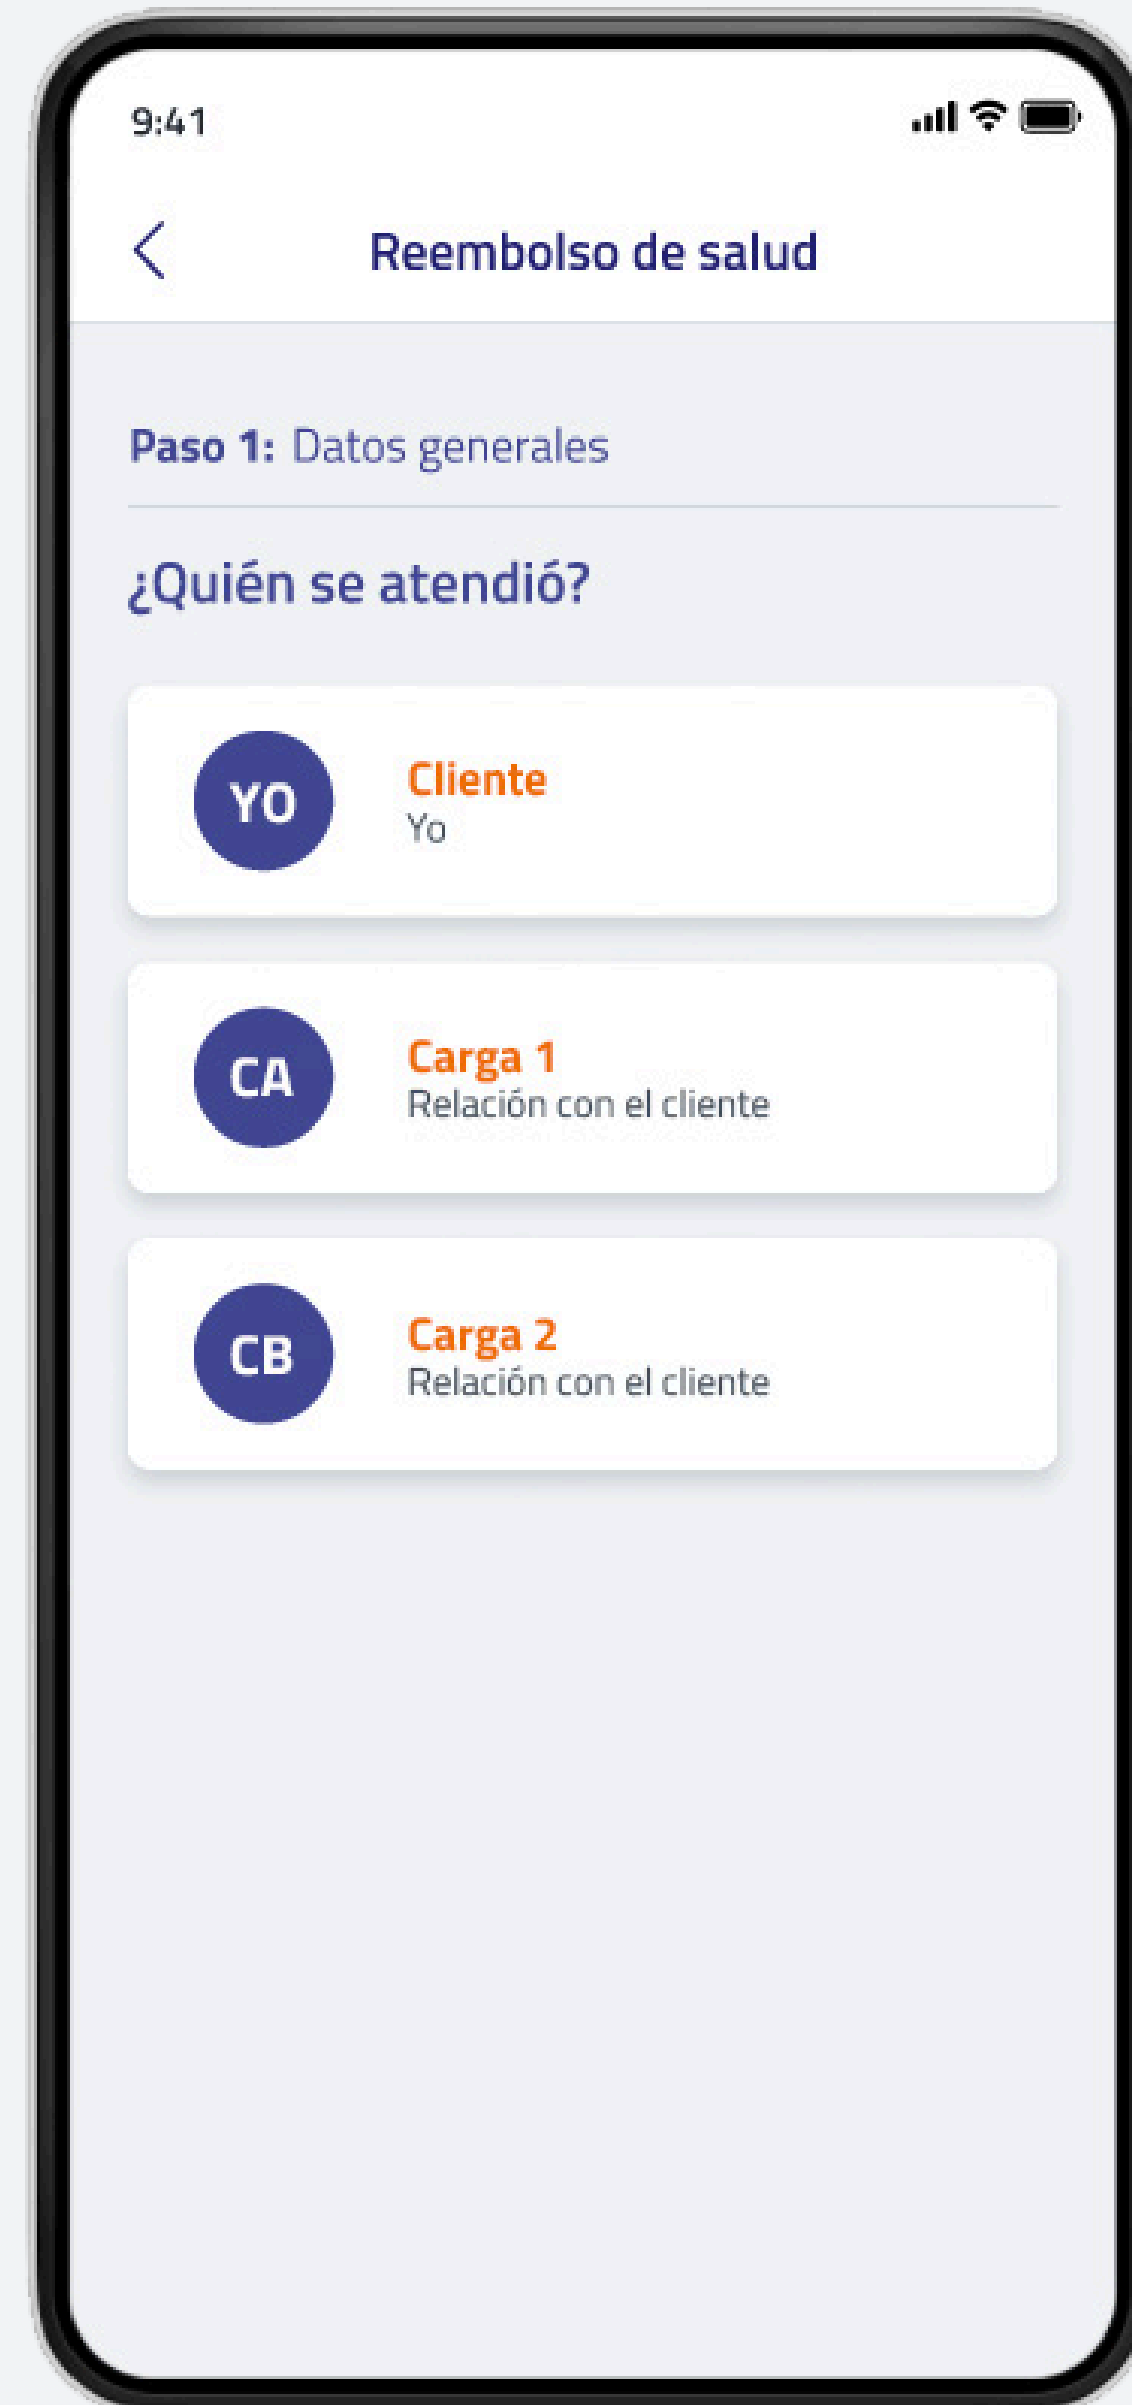 9:41
Reembolso de salud
Paso 1: Datos generales
¿Quién se atendió?
YO
Cliente
Yo
CA
Carga 1
Relación con el cliente
CB
Carga 2
Relación con el cliente